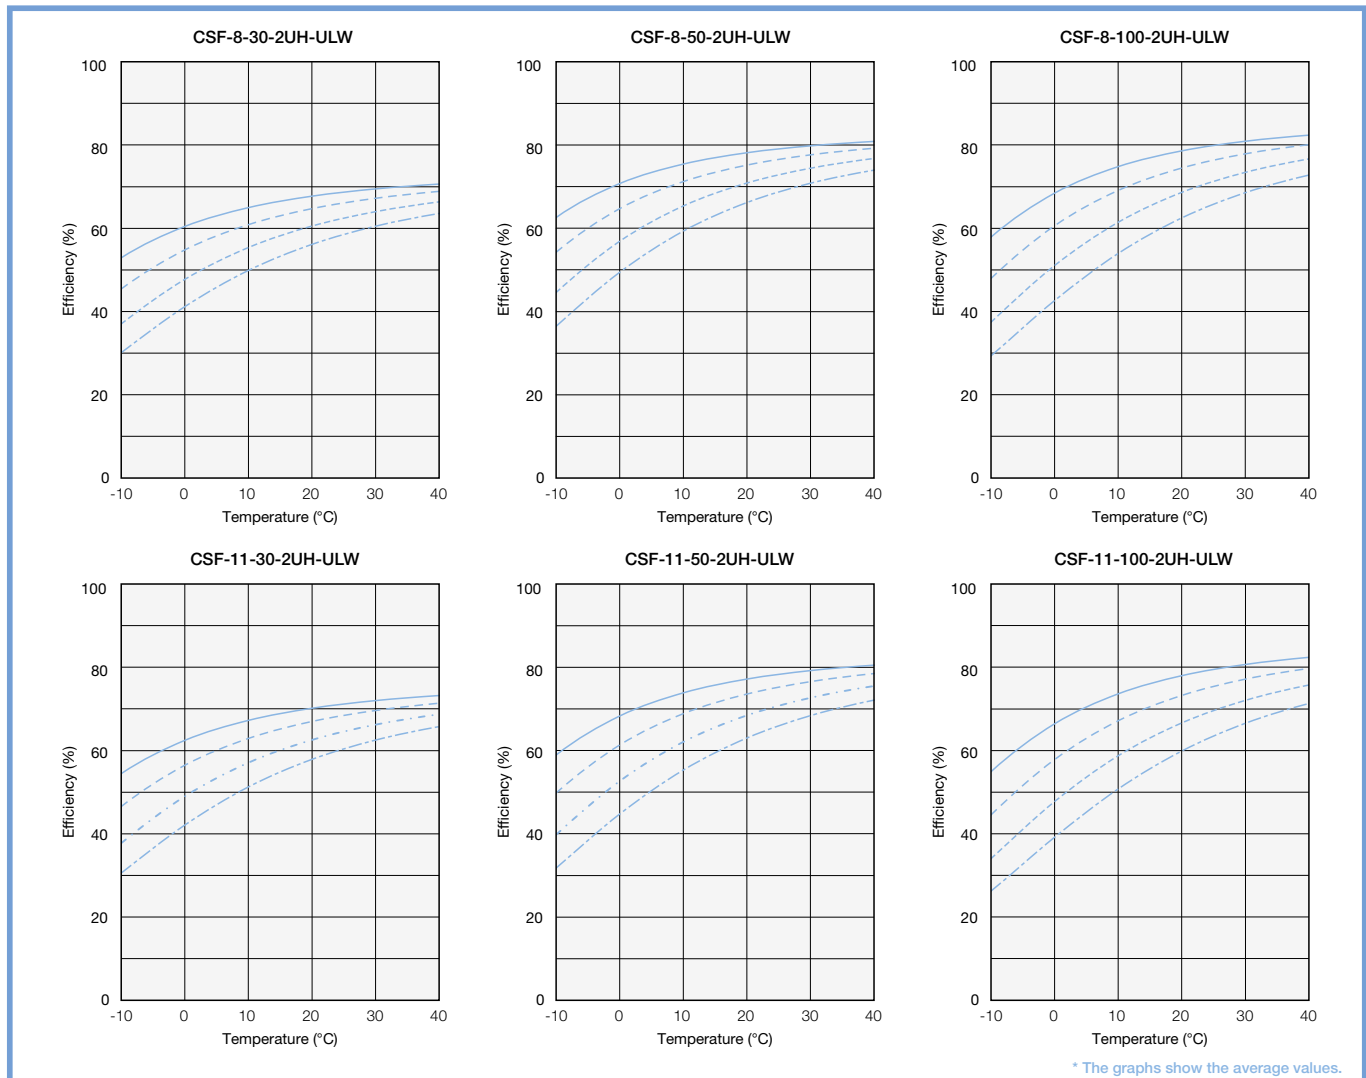 CSF-8-30-2UH-ULW
100
80
60
40
20
0
Efficiency (%)
-10 0 10 20 30 40
Temperature (°C)
CSF-8-50-2UH-ULW
100
80
60
40
20
0
Efficiency (%)
-10 0 10 20 30 40
Temperature (°C)
CSF-8-100-2UH-ULW
100
80
60
40
20
0
Efficiency (%)
-10 0 10 20 30 40
Temperature (°C)
CSF-11-30-2UH-ULW
100
80
60
40
20
0
Efficiency (%)
-10 0 10 20 30 40
Temperature (°C)
CSF-11-50-2UH-ULW
100
80
60
40
20
0
Efficiency (%)
-10 0 10 20 30 40
Temperature (°C)
CSF-11-100-2UH-ULW
100
80
60
40
20
0
Efficiency (%)
-10 0 10 20 30 40
Temperature (°C)
* The graphs show the average values.